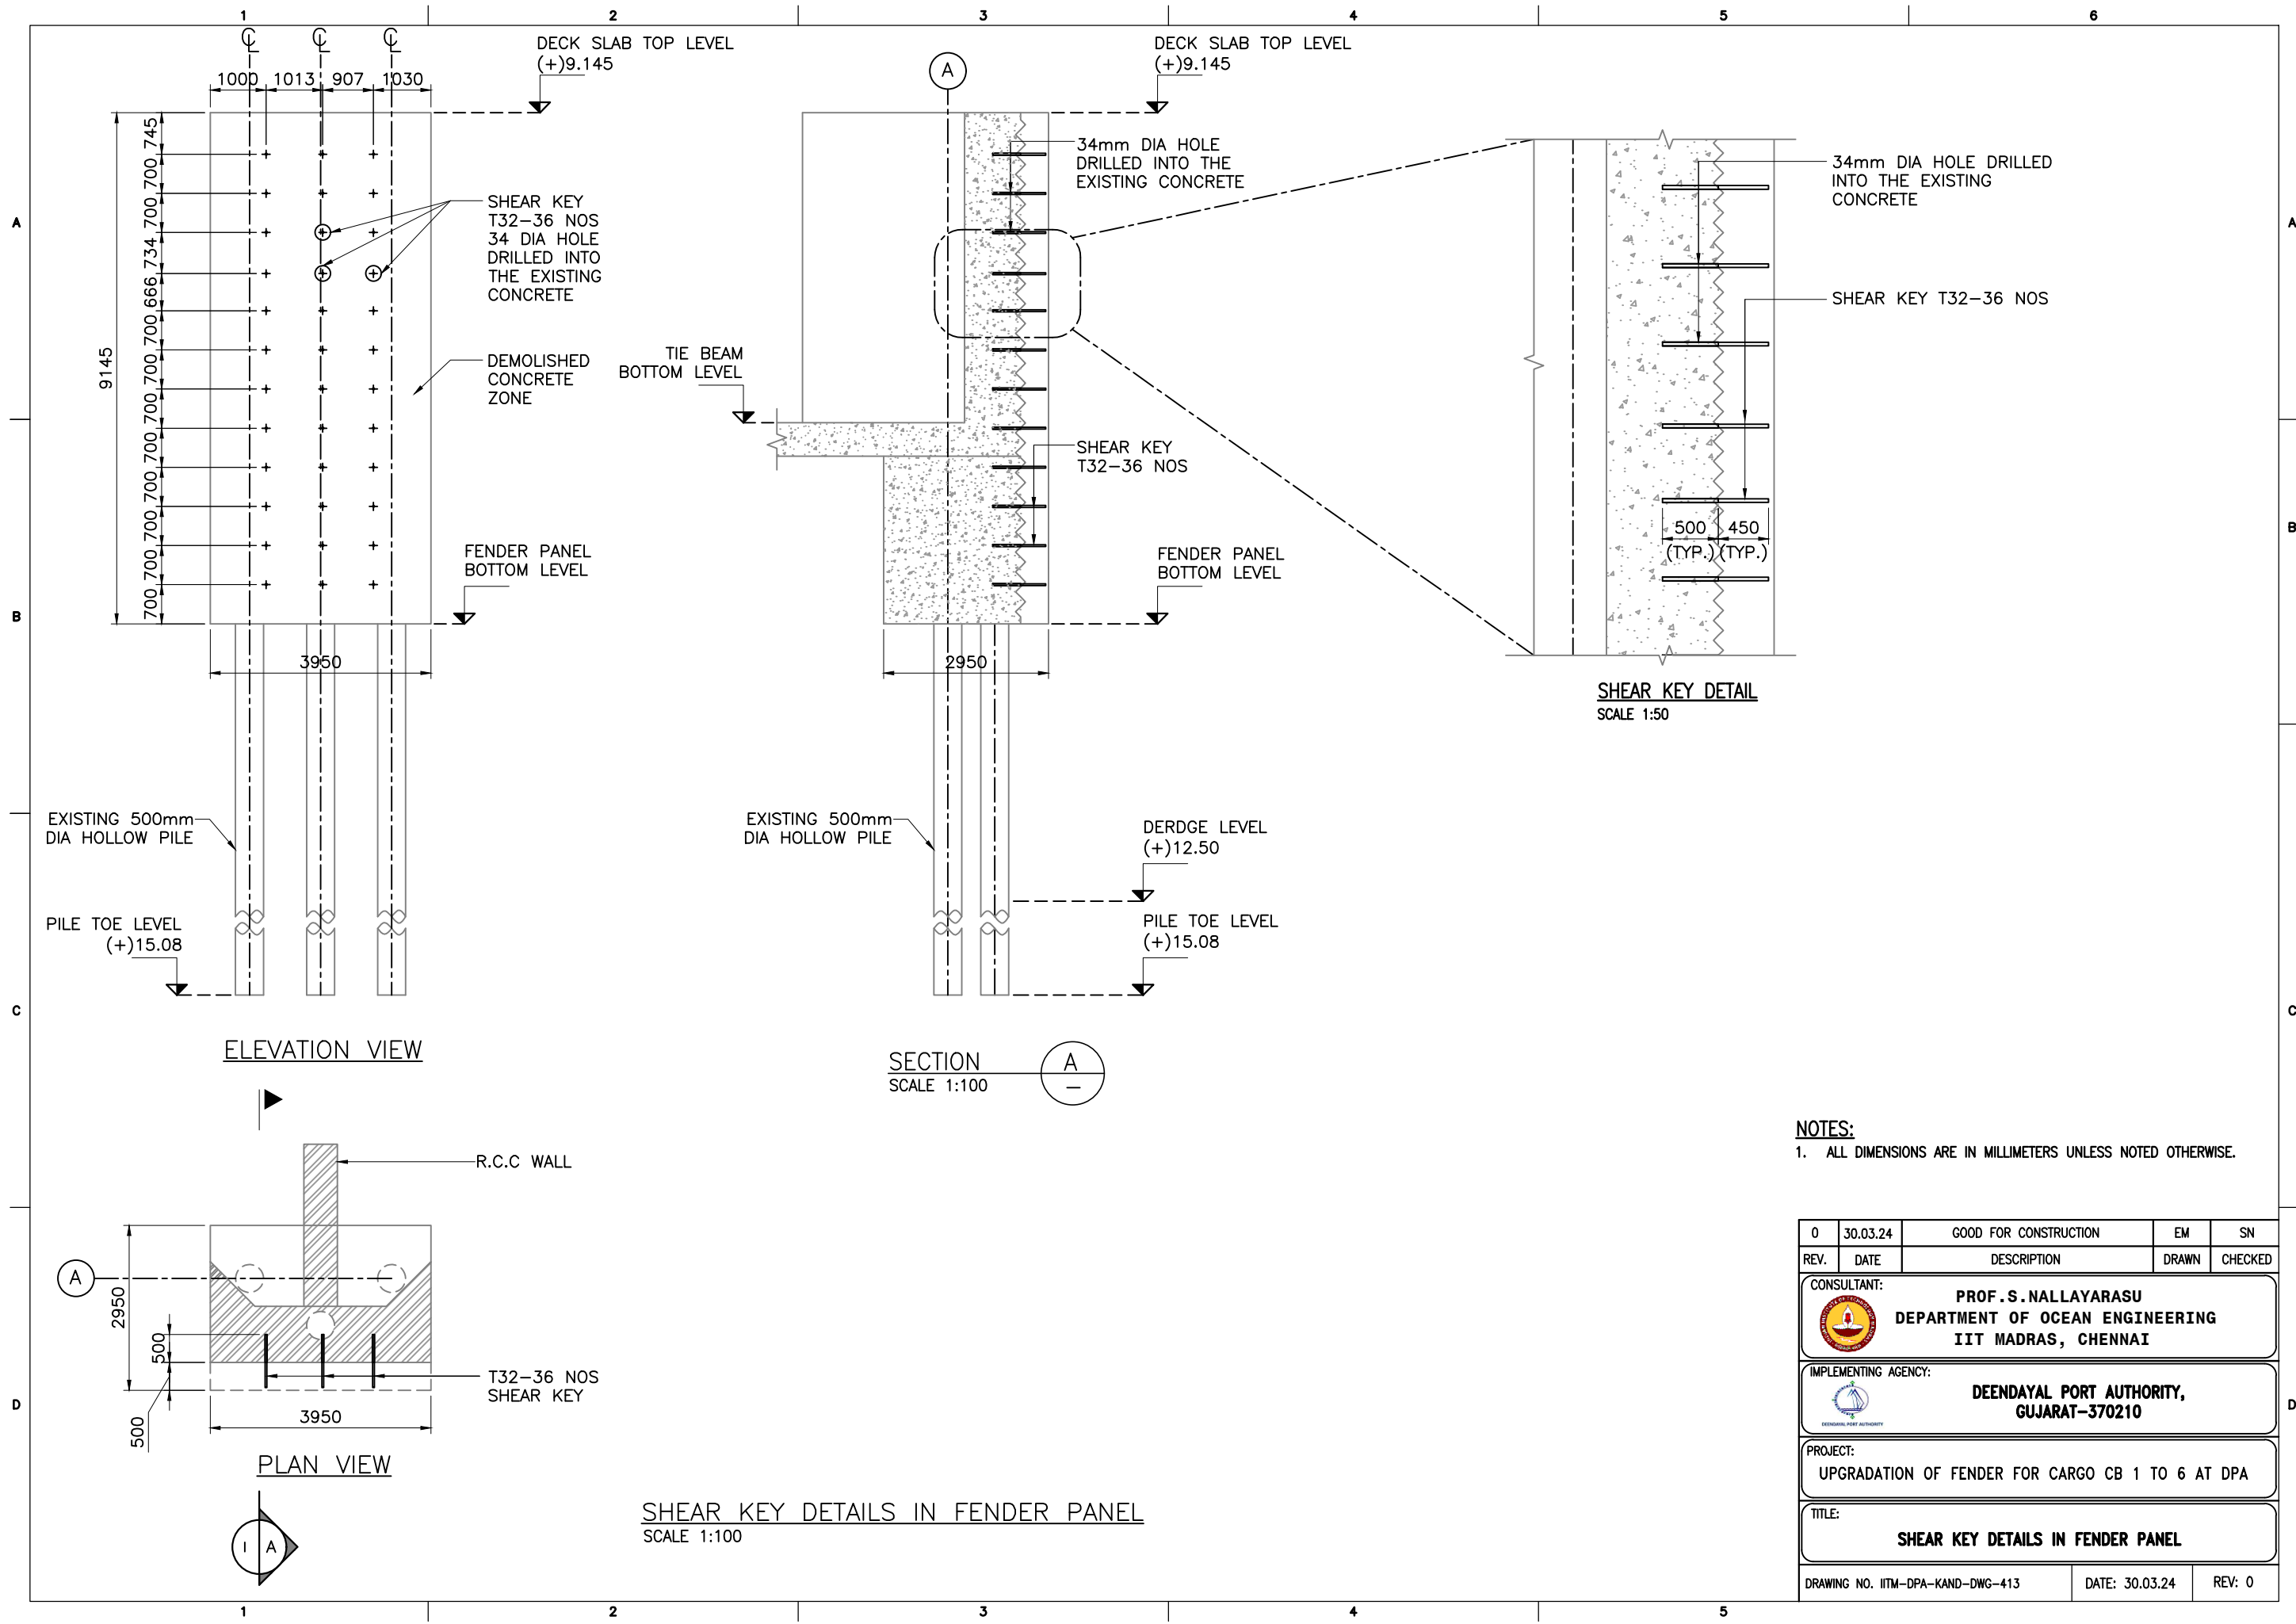 1 2 3 4 5 6
A
B
C
D
A
B
C
D
1 2 3 4 5
℄ ℄ ℄
1000 1013 907 1030
DECK SLAB TOP LEVEL
(+)9.145
9145
745
700
700
734
666
700
700
700
700
700
700
700
700
SHEAR KEY
T32-36 NOS
34 DIA HOLE
DRILLED INTO
THE EXISTING
CONCRETE
DEMOLISHED
CONCRETE
ZONE
FENDER PANEL
BOTTOM LEVEL
3950
EXISTING 500mm
DIA HOLLOW PILE
PILE TOE LEVEL
(+)15.08
ELEVATION VIEW
A
DECK SLAB TOP LEVEL
(+)9.145
34mm DIA HOLE
DRILLED INTO THE
EXISTING CONCRETE
TIE BEAM
BOTTOM LEVEL
SHEAR KEY
T32-36 NOS
FENDER PANEL
BOTTOM LEVEL
2950
EXISTING 500mm
DIA HOLLOW PILE
DERDGE LEVEL
(+)12.50
PILE TOE LEVEL
(+)15.08
SECTION
SCALE 1:100
A
–
34mm DIA HOLE DRILLED
INTO THE EXISTING
CONCRETE
SHEAR KEY T32-36 NOS
500 450
(TYP.) (TYP.)
SHEAR KEY DETAIL
SCALE 1:50
R.C.C WALL
A
2950
500
500
T32-36 NOS
SHEAR KEY
3950
PLAN VIEW
I A
SHEAR KEY DETAILS IN FENDER PANEL
SCALE 1:100
NOTES:
1. ALL DIMENSIONS ARE IN MILLIMETERS UNLESS NOTED OTHERWISE.
0 30.03.24 GOOD FOR CONSTRUCTION EM SN
REV. DATE DESCRIPTION DRAWN CHECKED
CONSULTANT:
PROF.S.NALLAYARASU
DEPARTMENT OF OCEAN ENGINEERING
IIT MADRAS, CHENNAI
IMPLEMENTING AGENCY:
DEENDAYAL PORT AUTHORITY
DEENDAYAL PORT AUTHORITY,
GUJARAT-370210
PROJECT:
UPGRADATION OF FENDER FOR CARGO CB 1 TO 6 AT DPA
TITLE:
SHEAR KEY DETAILS IN FENDER PANEL
DRAWING NO. IITM-DPA-KAND-DWG-413 DATE: 30.03.24 REV: 0